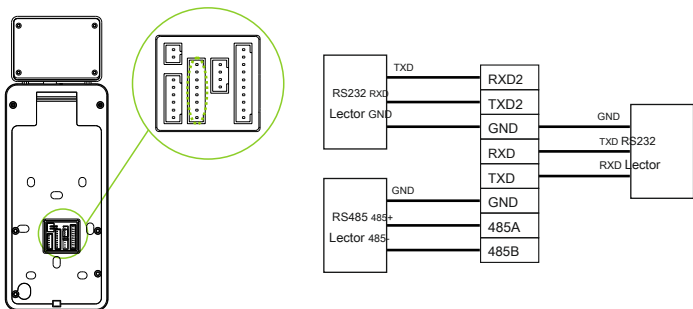 TXD
RS232 RXD
Lector GND
RXD2
TXD2
GND
RXD
TXD
GND
485A
485B
GND
TXD RS232
RXD Lector
GND
RS485 485+
Lector 485-